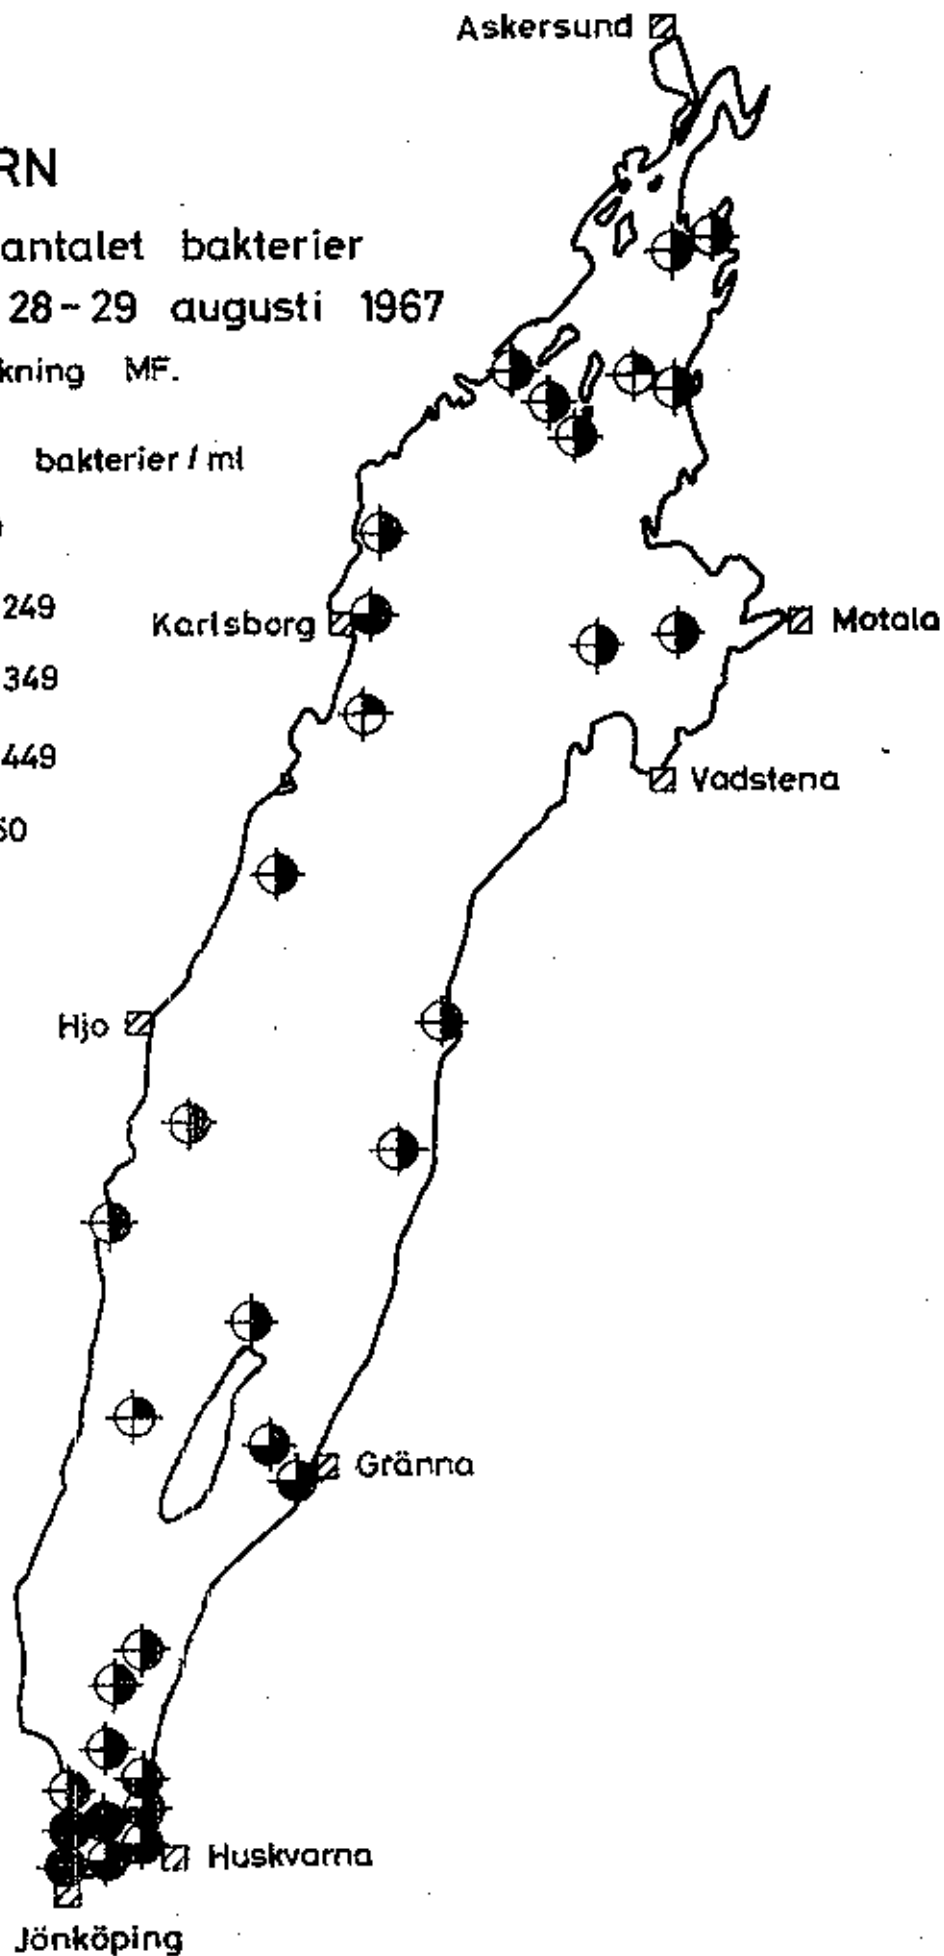 Askersund
RN
antalet bakterier
28-29 augusti 1967
kning MF.
bakterier / ml
249
Karlsborg
Motala
349
449
Vadstena
50
Hjo
Gränna
Huskvarna
Jönköping